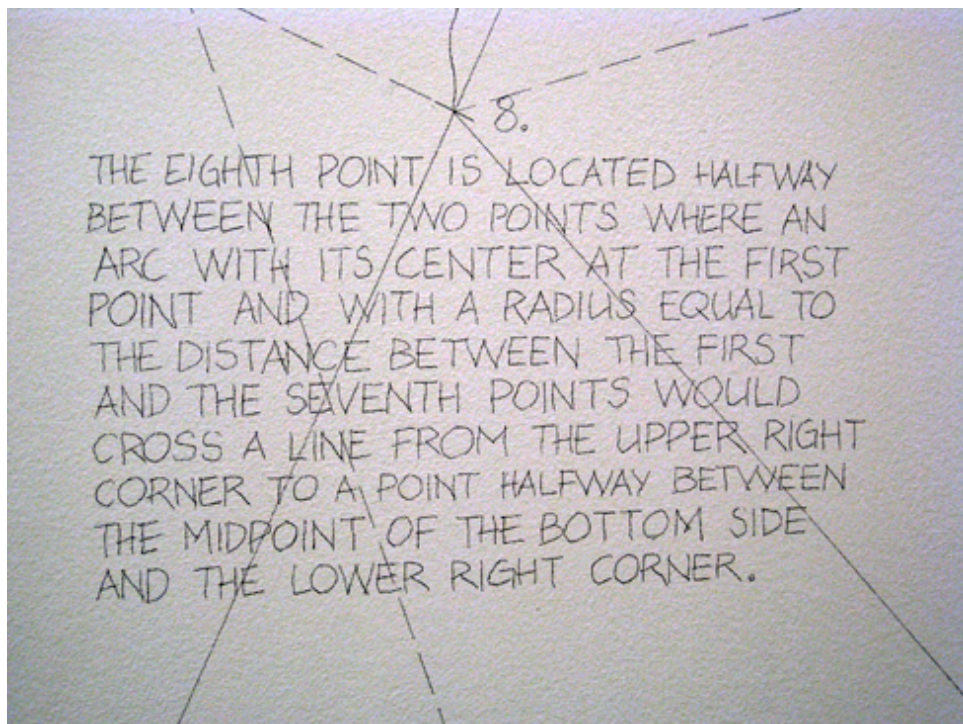 8.
THE EIGHTH POINT IS LOCATED HALFWAY
BETWEEN THE TWO POINTS WHERE AN
ARC WITH ITS CENTER AT THE FIRST
POINT AND WITH A RADIUS EQUAL TO
THE DISTANCE BETWEEN THE FIRST
AND THE SEVENTH POINTS WOULD
CROSS A LINE FROM THE UPPER RIGHT
CORNER TO A POINT HALFWAY BETWEEN
THE MIDPOINT OF THE BOTTOM SIDE
AND THE LOWER RIGHT CORNER.